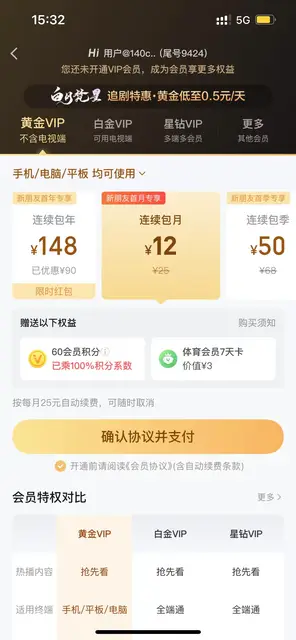 15:32
5G
Hi 用户@140c.. (尾号9424)
您还未开通VIP会员，成为会员享更多权益
追剧特惠·黄金低至0.5元/天
黄金VIP 白金VIP 星钻VIP 更多
不含电视端 可用电视端 多端多会员 其他会员
手机/电脑/平板 均可使用
新朋友首年专享 新朋友首月专享 新朋友首季专享
连续包年 连续包月 连续包季
¥148 ¥12 ¥50
已优惠¥90 ¥25 ¥68
限时红包
赠送以下权益 购买须知
60会员积分 体育会员7天卡
已乘100%积分系数 价值¥3
按每月25元自动续费，可随时取消
确认协议并支付
开通前请阅读《会员协议》(含自动续费条款)
会员特权对比 更多
黄金VIP 白金VIP 星钻VIP
热播内容 抢先看 抢先看 抢先看
适用终端 手机/平板/电脑 全端通 全端通